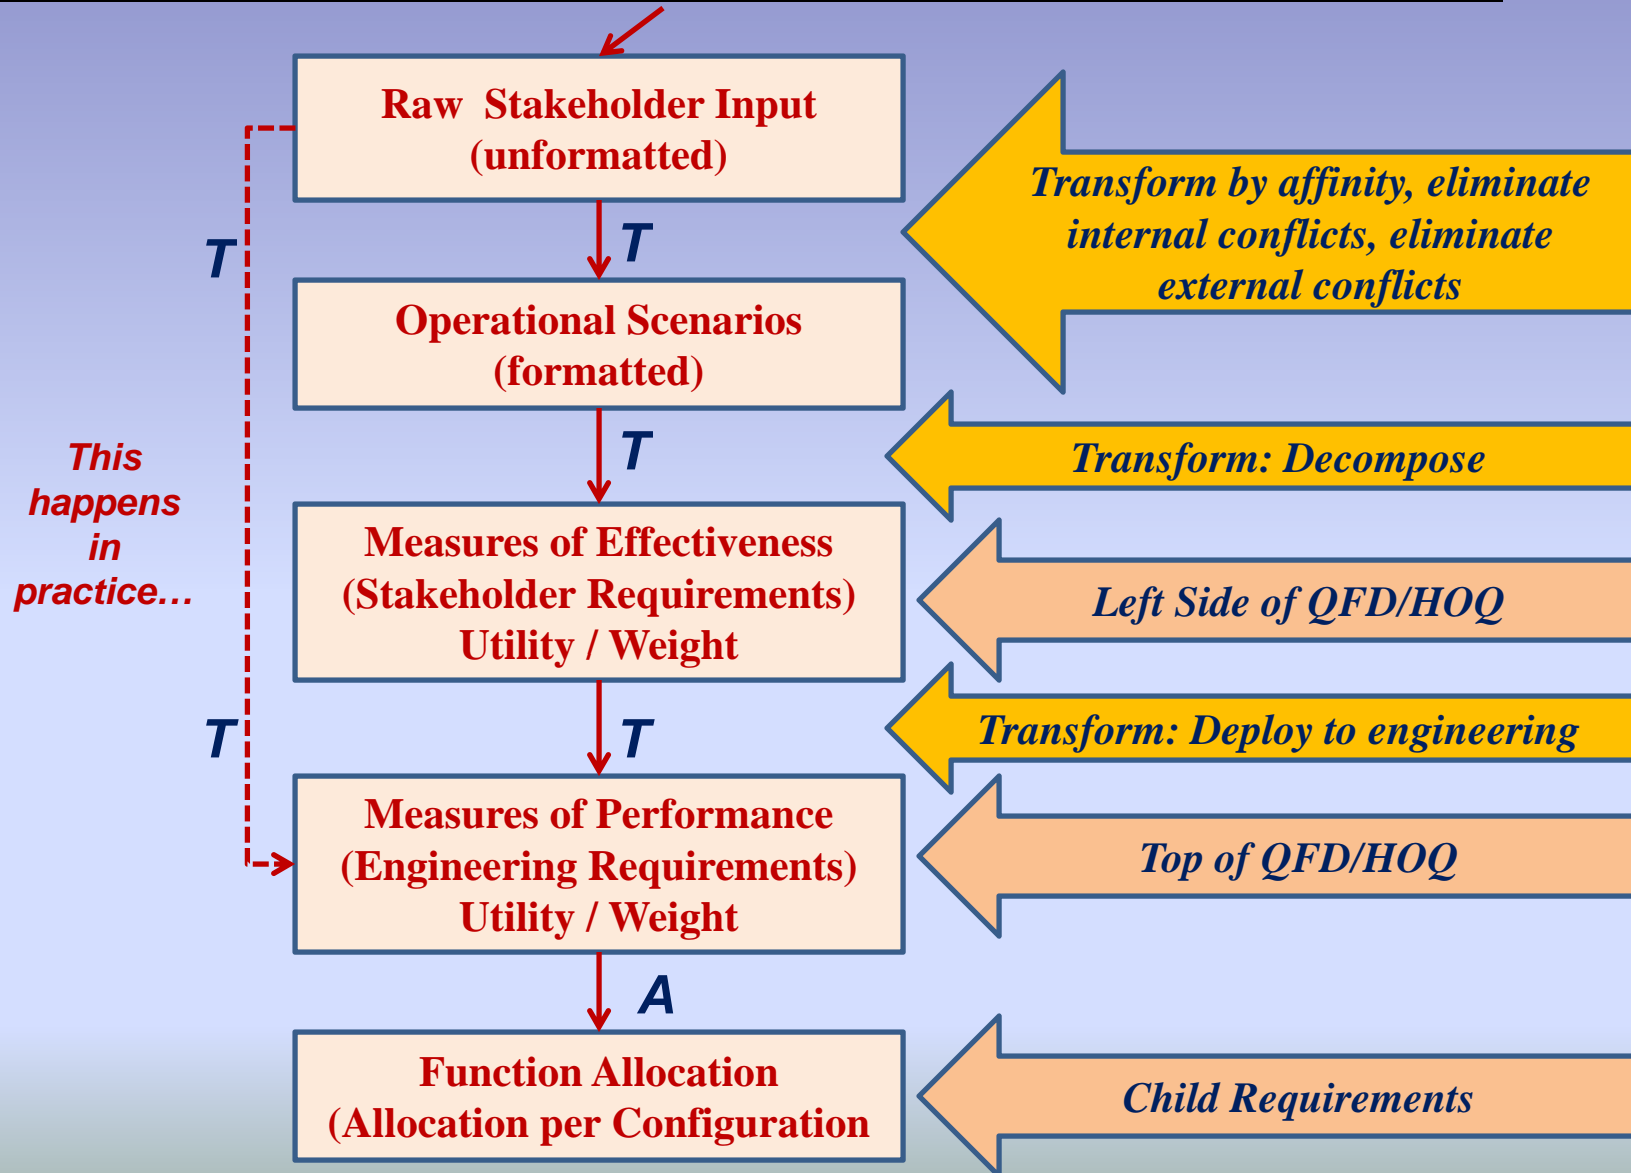 Raw Stakeholder Input
(unformatted)
Transform by affinity, eliminate
internal conflicts, eliminate
external conflicts
T
T
Operational Scenarios
(formatted)
T
Transform: Decompose
This
happens
in
practice…
Measures of Effectiveness
(Stakeholder Requirements)
Utility / Weight
Left Side of QFD/HOQ
T
T
Transform: Deploy to engineering
Measures of Performance
(Engineering Requirements)
Utility / Weight
Top of QFD/HOQ
A
Function Allocation
(Allocation per Configuration
Child Requirements